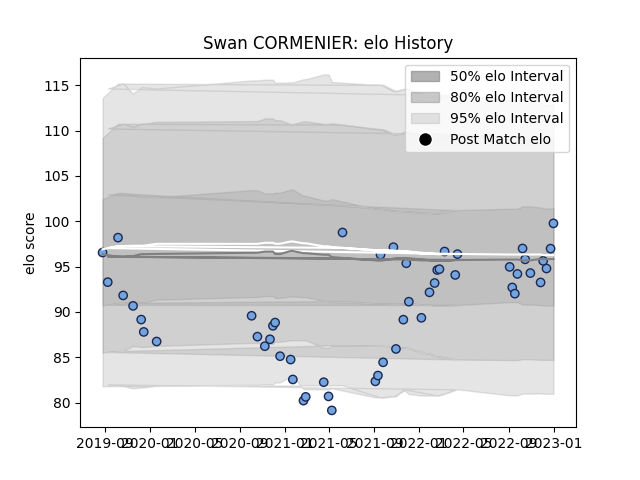 Swan CORMENIER: elo History
50% elo Interval
80% elo Interval
95% elo Interval
Post Match elo
elo score
115
110
105
100
95
90
85
80
2019-09 2020-01 2020-05 2020-09 2021-01 2021-05 2021-09 2022-01 2022-05 2022-09 2023-01